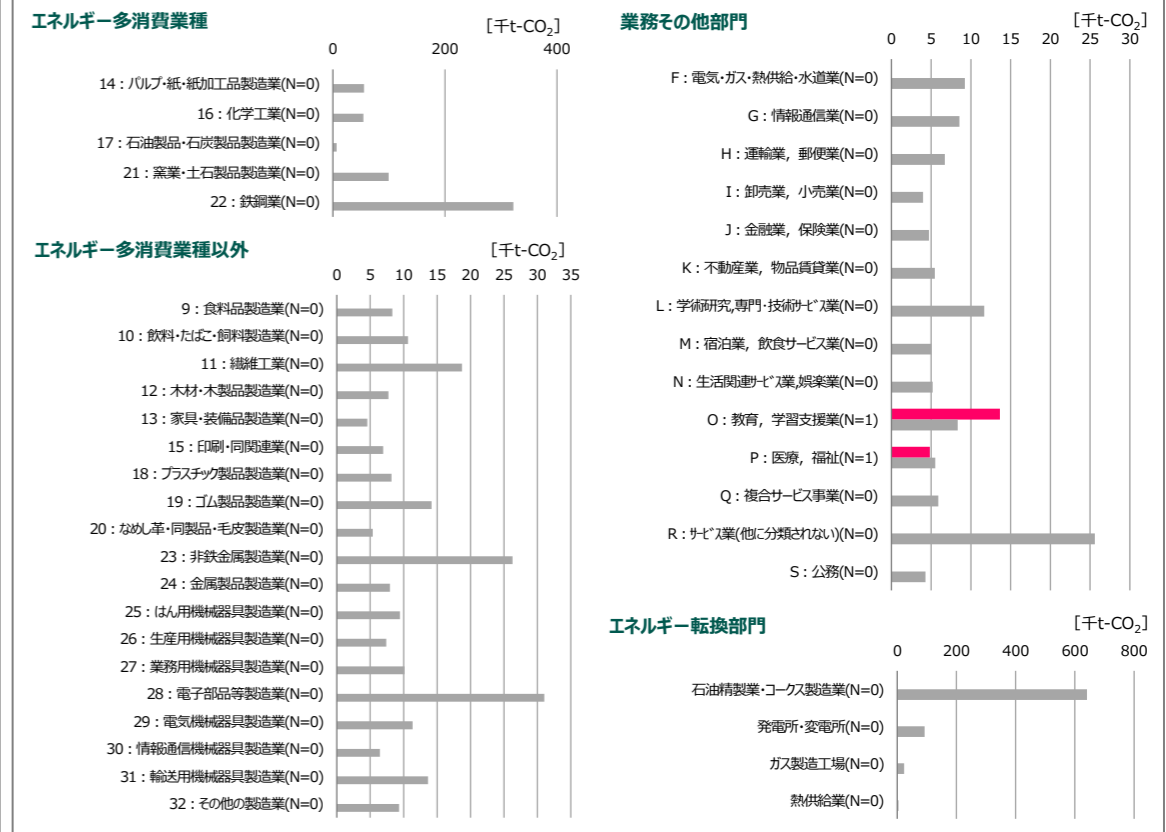 エネルギー多消費業種
[千t-CO₂]
0 200 400
14：パルプ・紙・紙加工品製造業(N=0)
16：化学工業(N=0)
17：石油製品・石炭製品製造業(N=0)
21：窯業・土石製品製造業(N=0)
22：鉄鋼業(N=0)
エネルギー多消費業種以外
[千t-CO₂]
0 5 10 15 20 25 30 35
9：食料品製造業(N=0)
10：飲料・たばこ・飼料製造業(N=0)
11：繊維工業(N=0)
12：木材・木製品製造業(N=0)
13：家具・装備品製造業(N=0)
15：印刷・同関連業(N=0)
18：プラスチック製品製造業(N=0)
19：ゴム製品製造業(N=0)
20：なめし革・同製品・毛皮製造業(N=0)
23：非鉄金属製造業(N=0)
24：金属製品製造業(N=0)
25：はん用機械器具製造業(N=0)
26：生産用機械器具製造業(N=0)
27：業務用機械器具製造業(N=0)
28：電子部品等製造業(N=0)
29：電気機械器具製造業(N=0)
30：情報通信機械器具製造業(N=0)
31：輸送用機械器具製造業(N=0)
32：その他の製造業(N=0)
業務その他部門
[千t-CO₂]
0 5 10 15 20 25 30
F：電気・ガス・熱供給・水道業(N=0)
G：情報通信業(N=0)
H：運輸業，郵便業(N=0)
I：卸売業，小売業(N=0)
J：金融業，保険業(N=0)
K：不動産業，物品賃貸業(N=0)
L：学術研究,専門・技術サービス業(N=0)
M：宿泊業，飲食サービス業(N=0)
N：生活関連サービス業,娯楽業(N=0)
O：教育，学習支援業(N=1)
P：医療，福祉(N=1)
Q：複合サービス事業(N=0)
R：サービス業(他に分類されない)(N=0)
S：公務(N=0)
エネルギー転換部門
[千t-CO₂]
0 200 400 600 800
石油精製業・コークス製造業(N=0)
発電所・変電所(N=0)
ガス製造工場(N=0)
熱供給業(N=0)